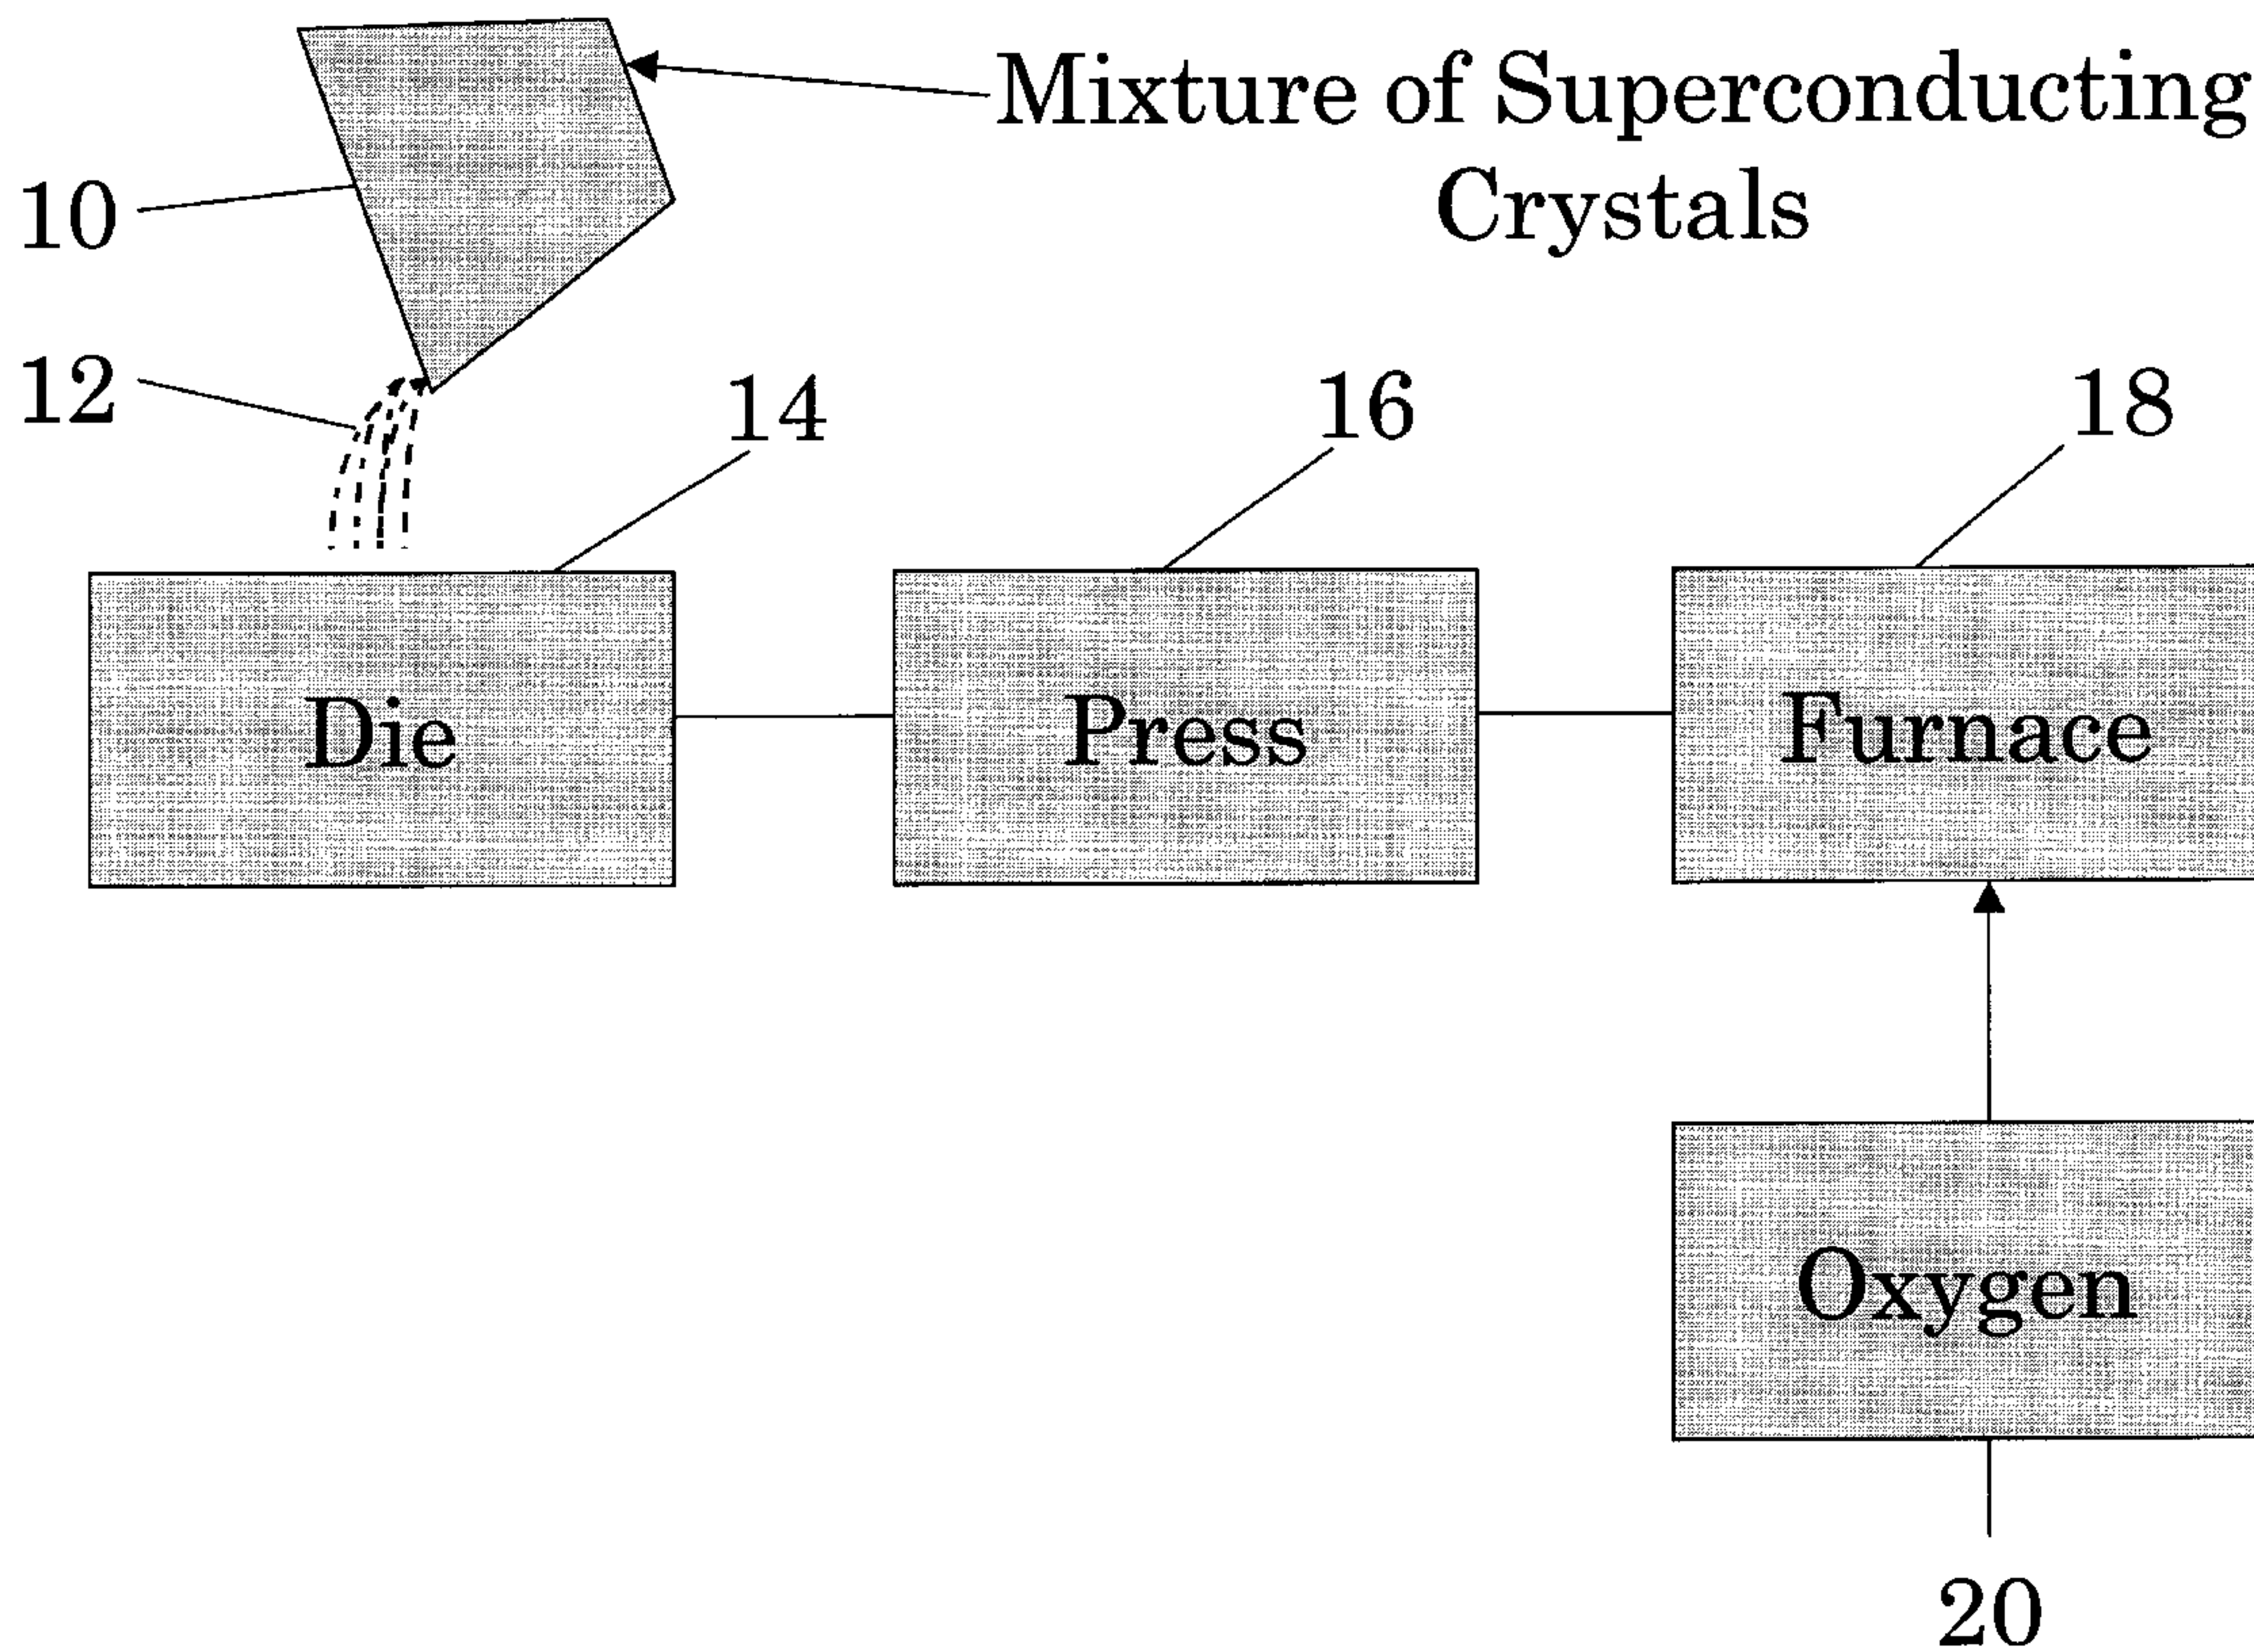 Mixture of Superconducting
Crystals
10
12
14
16
18
Die
Press
Furnace
Oxygen
20